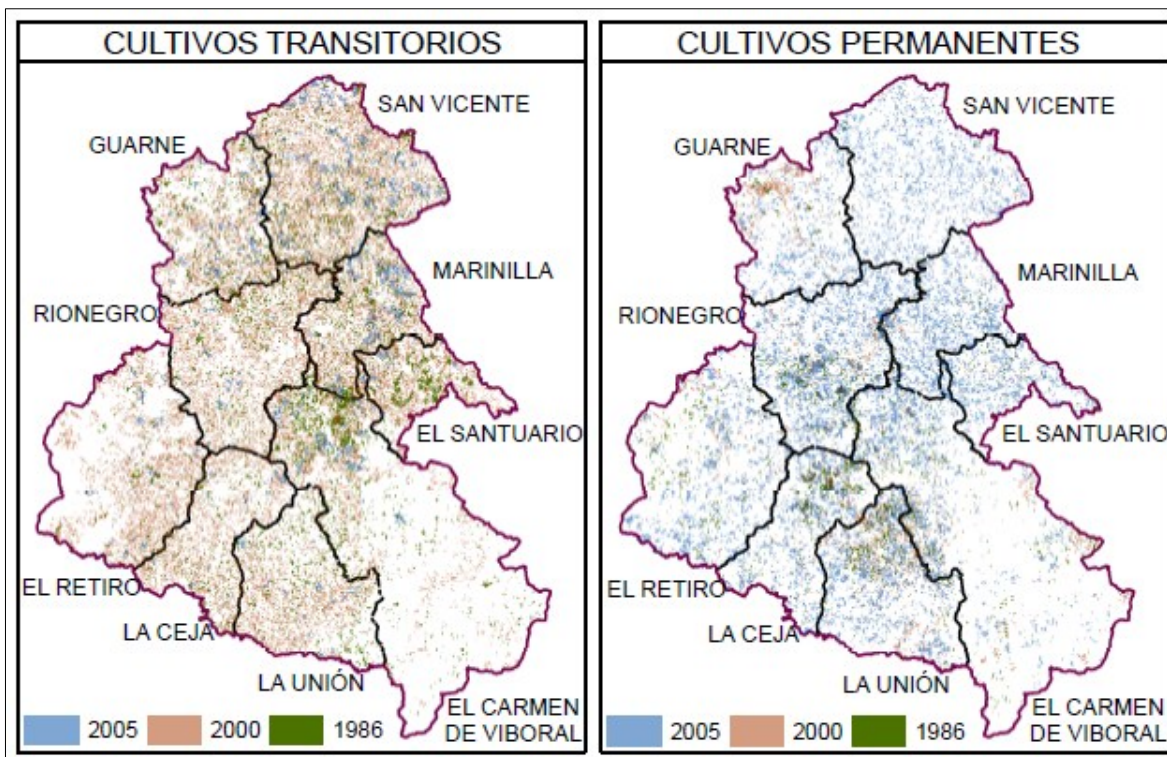 CULTIVOS TRANSITORIOS
SAN VICENTE
GUARNE
MARINILLA
RIONEGRO
EL SANTUARIO
EL RETIRO
LA CEJA
LA UNIÓN
EL CARMEN
DE VIBORAL
2005 2000 1986
CULTIVOS PERMANENTES
SAN VICENTE
GUARNE
MARINILLA
RIONEGRO
EL SANTUARIO
EL RETIRO
LA CEJA
LA UNIÓN
EL CARMEN
DE VIBORAL
2005 2000 1986